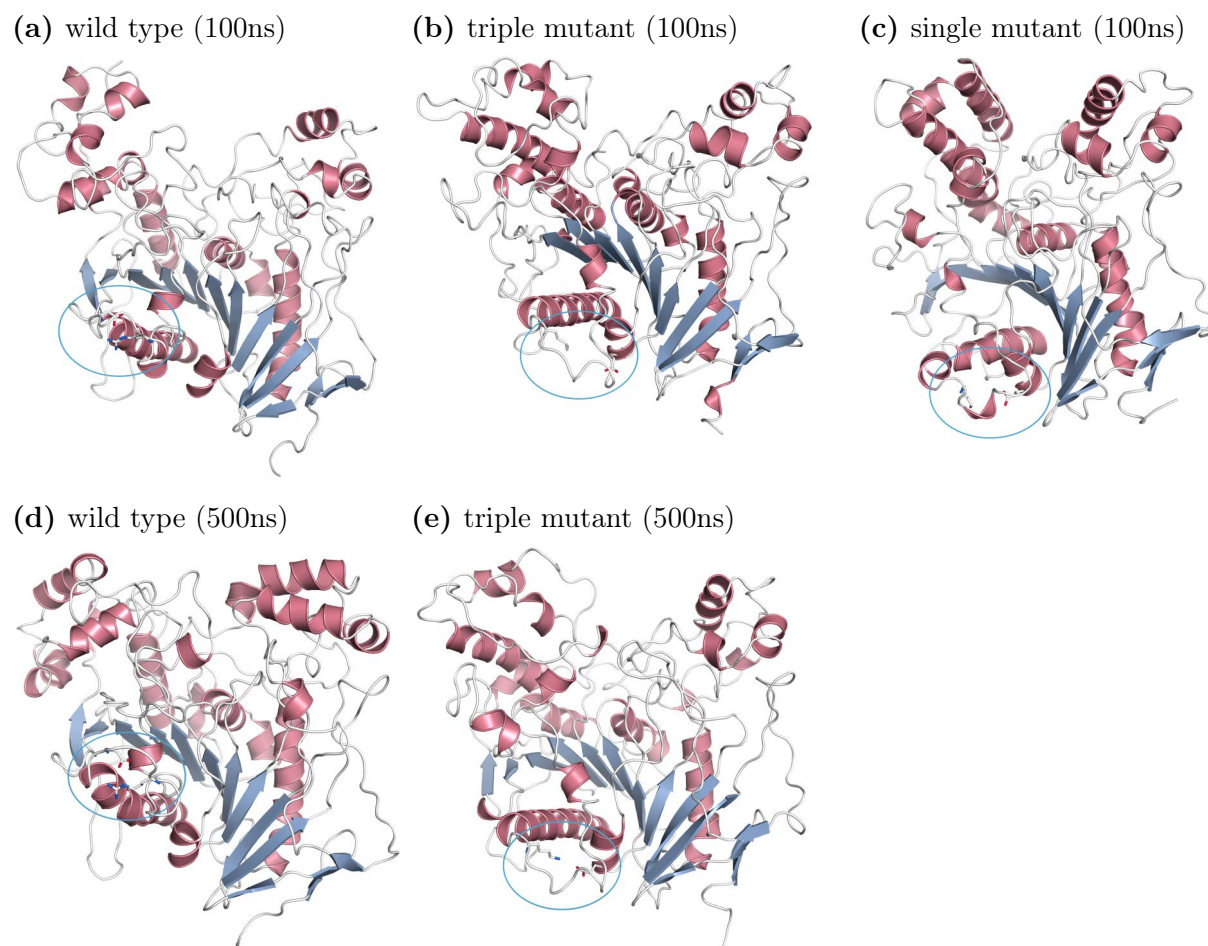 (a) wild type (100ns)
(b) triple mutant (100ns)
(c) single mutant (100ns)
(d) wild type (500ns)
(e) triple mutant (500ns)